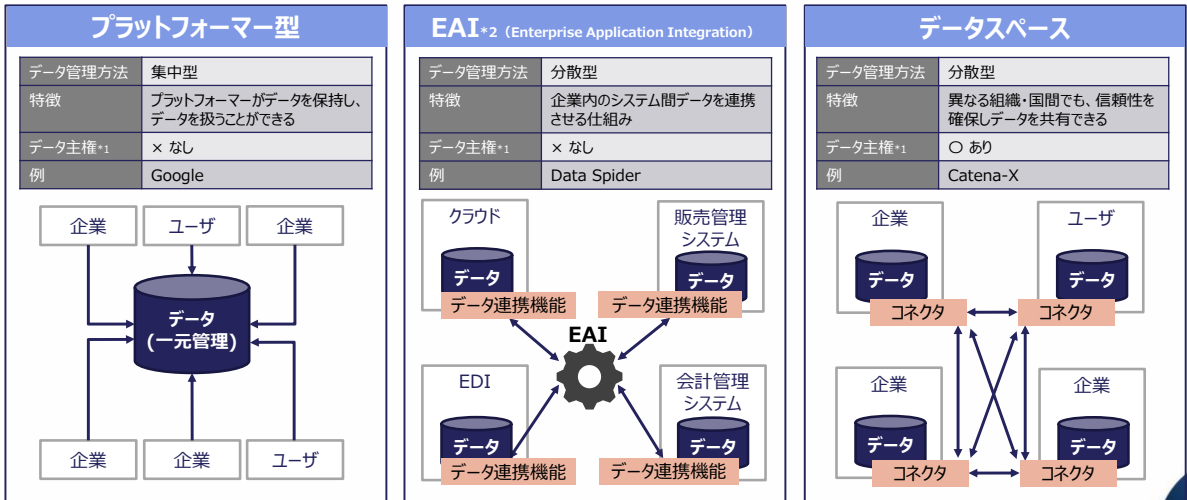 プラットフォーマー型
データ管理方法 集中型
特徴 プラットフォーマーがデータを保持し、
データを扱うことができる
データ主権*1 × なし
例 Google
企業 ユーザ 企業
データ
(一元管理)
企業 企業 ユーザ
EAI*2（Enterprise Application Integration）
データ管理方法 分散型
特徴 企業内のシステム間データを連携
させる仕組み
データ主権*1 × なし
例 Data Spider
クラウド
データ
データ連携機能
販売管理
システム
データ
データ連携機能
EAI
EDI
データ
データ連携機能
会計管理
システム
データ
データ連携機能
データスペース
データ管理方法 分散型
特徴 異なる組織・国間でも、信頼性を
確保しデータを共有できる
データ主権*1 〇 あり
例 Catena-X
企業
データ
コネクタ
ユーザ
データ
コネクタ
企業
データ
コネクタ
企業
データ
コネクタ